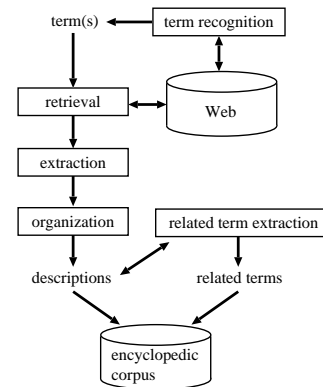 term(s)
term recognition
retrieval
Web
extraction
organization
related term extraction
descriptions
related terms
encyclopedic
corpus